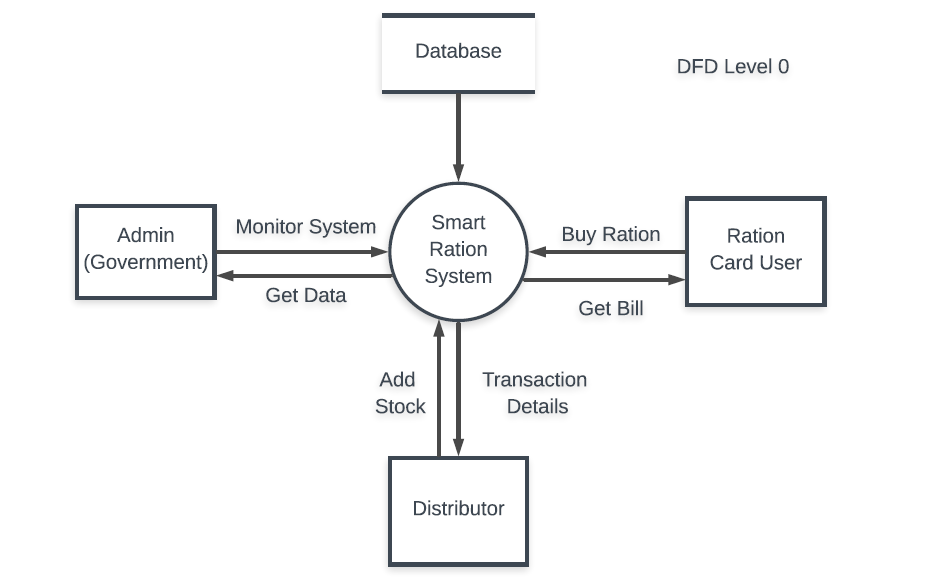 Database
DFD Level 0
Admin
(Government)
Monitor System
Get Data
Smart
Ration
System
Buy Ration
Get Bill
Ration
Card User
Add
Stock
Transaction
Details
Distributor